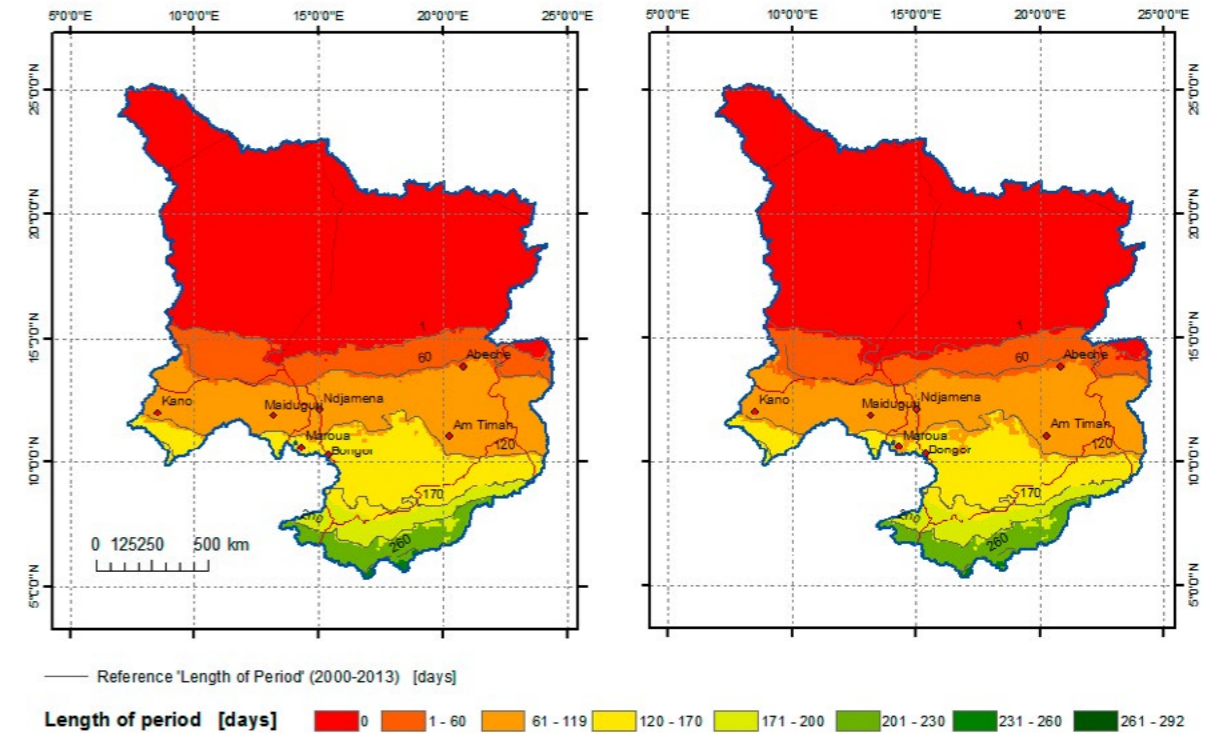 5°0'0"E 10°0'0"E 15°0'0"E 20°0'0"E 25°0'0"E
5°0'0"E 10°0'0"E 15°0'0"E 20°0'0"E 25°0'0"E
25°0'0"N
20°0'0"N
15°0'0"N
10°0'0"N
5°0'0"N
1
60
Abeche
Kano
Maiduguri
Ndjamena
Am Timan
Maroua
Bongor
120
170
260
0 125250 500 km
1
60
Abeche
Kano
Maiduguri
Ndjamena
Am Timan
Maroua
120
170
260
25°0'0"N
20°0'0"N
15°0'0"N
10°0'0"N
5°0'0"N
Reference 'Length of Period' (2000-2013) [days]
Length of period [days] 0 1 - 60 61 - 119 120 - 170 171 - 200 201 - 230 231 - 260 261 - 292